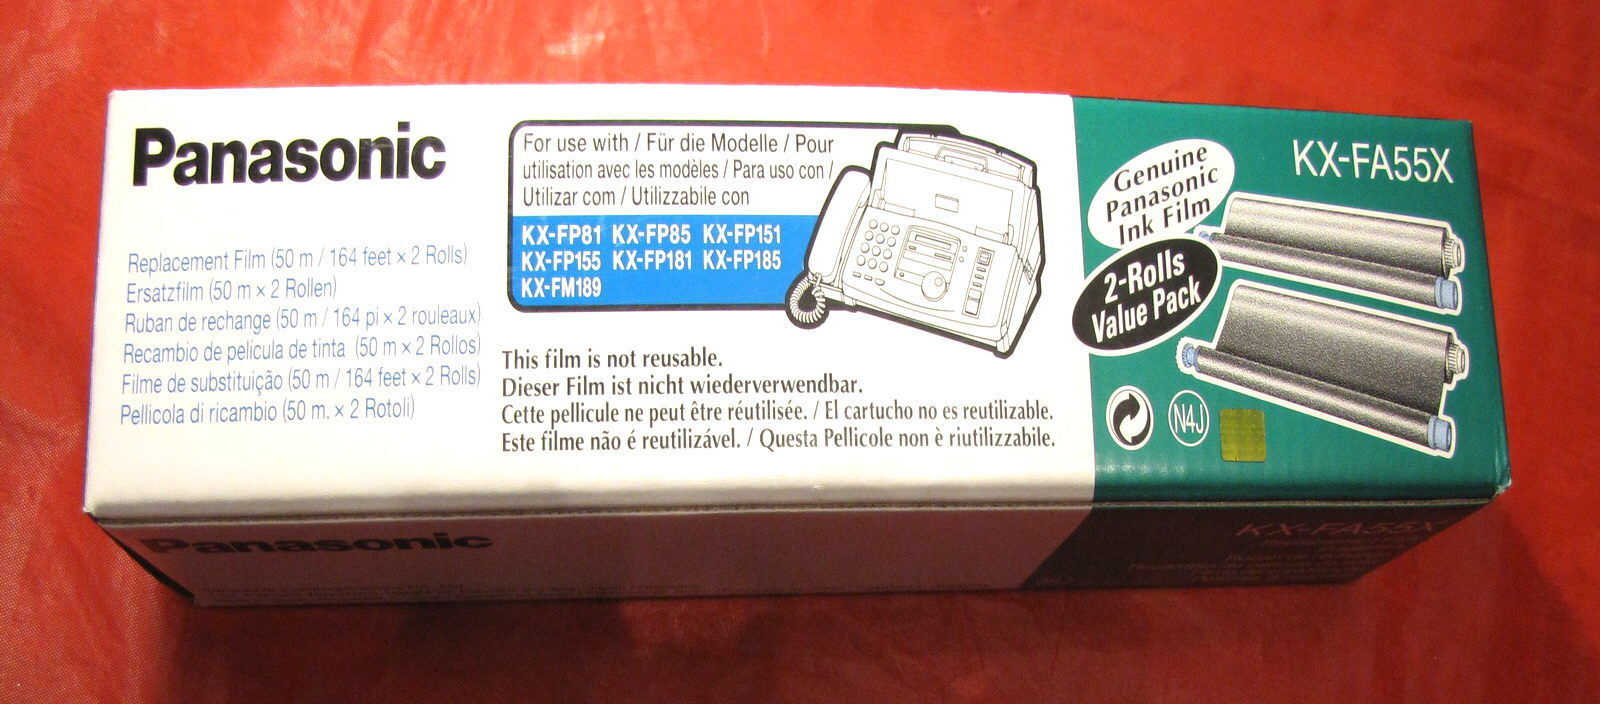 Panasonic
Replacement Film (50 m / 164 feet × 2 Rolls)
Ersatzfilm (50 m × 2 Rollen)
Ruban de rechange (50 m / 164 pi × 2 rouleaux)
Recambio de película de tinta (50 m × 2 Rollos)
Filme de substituição (50 m / 164 feet × 2 Rolls)
Pellicola di ricambio (50 m. × 2 Rotoli)
For use with / Für die Modelle / Pour
utilisation avec les modèles / Para uso con /
Utilizar com / Utilizzabile con
KX-FP81 KX-FP85 KX-FP151
KX-FP155 KX-FP181 KX-FP185
KX-FM189
This film is not reusable.
Dieser Film ist nicht wiederverwendbar.
Cette pellicule ne peut être réutilisée. / El cartucho no es reutilizable.
Este filme não é reutilizável. / Questa Pellicole non è riutilizzabile.
Genuine
Panasonic
Ink Film
KX-FA55X
2-Rolls
Value Pack
N4J
Panasonic
KX-FA55X